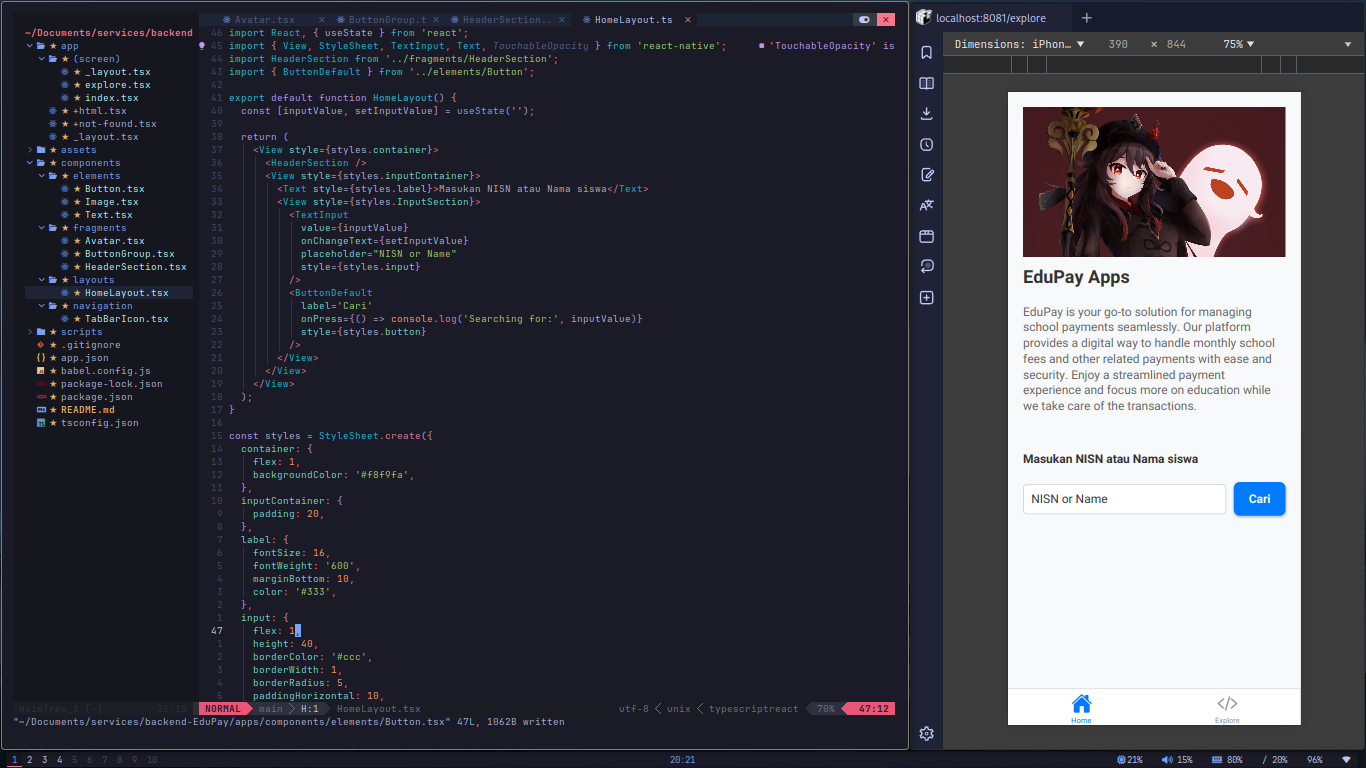 Avatar.tsx × ButtonGroup.t × HeaderSection.. × HomeLayout.ts ×
~/Documents/services/backend
app
(screen)
_layout.tsx
explore.tsx
index.tsx
+html.tsx
+not-found.tsx
_layout.tsx
assets
components
elements
Button.tsx
Image.tsx
Text.tsx
fragments
Avatar.tsx
ButtonGroup.tsx
HeaderSection.tsx
layouts
HomeLayout.tsx
navigation
TabBarIcon.tsx
scripts
.gitignore
app.json
babel.config.js
package-lock.json
package.json
README.md
tsconfig.json
NvimTree_1 [-] 21:15
46 import React, { useState } from 'react';
45 import { View, StyleSheet, TextInput, Text, TouchableOpacity } from 'react-native'; ■ 'TouchableOpacity' is
44 import HeaderSection from '../fragments/HeaderSection';
43 import { ButtonDefault } from '../elements/Button';
42
41 export default function HomeLayout() {
40 const [inputValue, setInputValue] = useState('');
39
38 return (
37 <View style={styles.container}>
36 <HeaderSection />
35 <View style={styles.inputContainer}>
34 <Text style={styles.label}>Masukan NISN atau Nama siswa</Text>
33 <View style={styles.InputSection}>
32 <TextInput
31 value={inputValue}
30 onChangeText={setInputValue}
29 placeholder="NISN or Name"
28 style={styles.input}
27 />
26 <ButtonDefault
25 label='Cari'
24 onPress={() => console.log('Searching for:', inputValue)}
23 style={styles.button}
22 />
21 </View>
20 </View>
19 </View>
18 );
17 }
16
15 const styles = StyleSheet.create({
14 container: {
13 flex: 1,
12 backgroundColor: '#f8f9fa',
11 },
10 inputContainer: {
9 padding: 20,
8 },
7 label: {
6 fontSize: 16,
5 fontWeight: '600',
4 marginBottom: 10,
3 color: '#333',
2 },
1 input: {
47 flex: 1,
1 height: 40,
2 borderColor: '#ccc',
3 borderWidth: 1,
4 borderRadius: 5,
5 paddingHorizontal: 10,
NORMAL main H:1 HomeLayout.tsx utf-8 < unix < typescriptreact 70% 47:12
"~/Documents/services/backend-EduPay/apps/components/elements/Button.tsx" 47L, 1062B written
localhost:8081/explore
Dimensions: iPhon… 390 × 844 75%
EduPay Apps
EduPay is your go-to solution for managing
school payments seamlessly. Our platform
provides a digital way to handle monthly school
fees and other related payments with ease and
security. Enjoy a streamlined payment
experience and focus more on education while
we take care of the transactions.
Masukan NISN atau Nama siswa
NISN or Name
Cari
Home
Explore
1 2 3 4 5 6 7 8 9 10
20:21
21% 15% 80% / 20% 96%